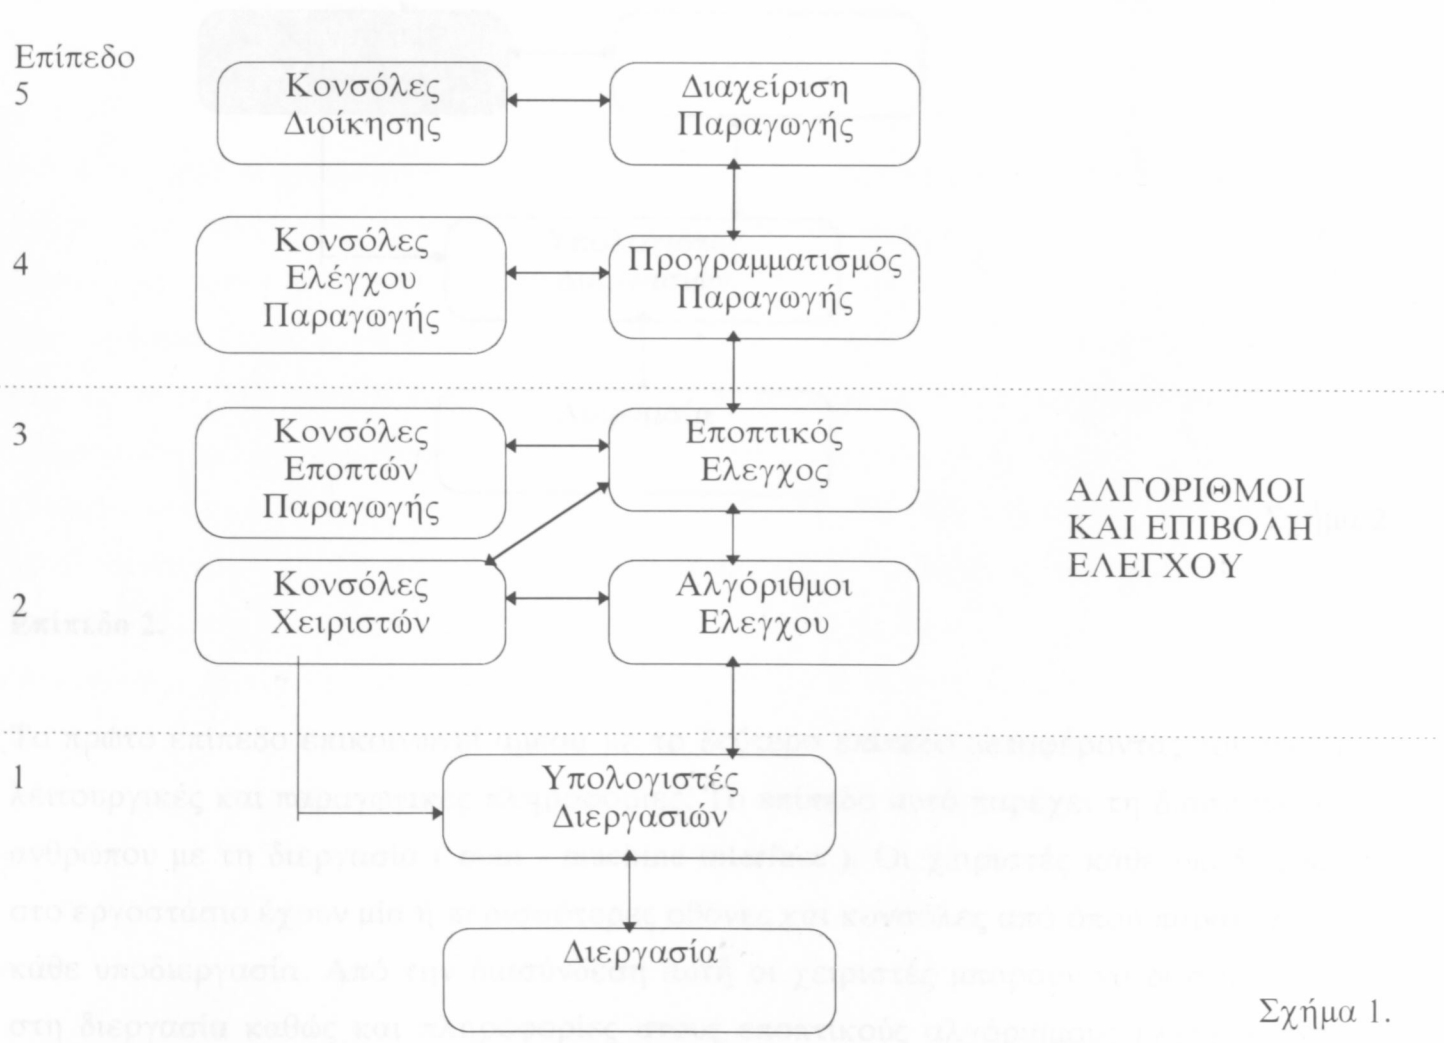 Επίπεδο
5
Κονσόλες
Διοίκησης
Διαχείριση
Παραγωγής
4
Κονσόλες
Ελέγχου
Παραγωγής
Προγραμματισμός
Παραγωγής
3
Κονσόλες
Εποπτών
Παραγωγής
Εποπτικός
Ελεγχος
ΑΛΓΟΡΙΘΜΟΙ
ΚΑΙ ΕΠΙΒΟΛΗ
ΕΛΕΓΧΟΥ
2
Κονσόλες
Χειριστών
Αλγόριθμοι
Ελεγχου
1
Υπολογιστές
Διεργασιών
Διεργασία
Σχήμα 1.